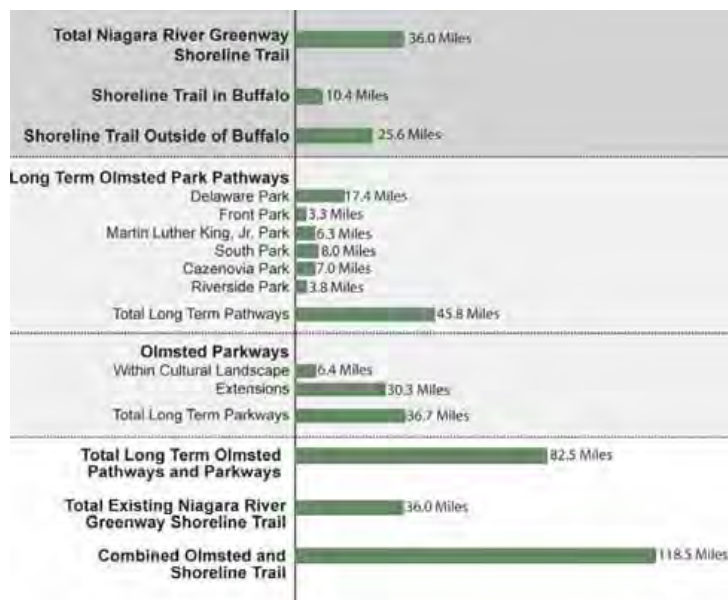 Total Niagara River Greenway 36.0 Miles
Shoreline Trail
Shoreline Trail in Buffalo 10.4 Miles
Shoreline Trail Outside of Buffalo 25.6 Miles
Long Term Olmsted Park Pathways
Delaware Park 17.4 Miles
Front Park 3.3 Miles
Martin Luther King, Jr. Park 6.3 Miles
South Park 8.0 Miles
Cazenovia Park 7.0 Miles
Riverside Park 3.8 Miles
Total Long Term Pathways 45.8 Miles
Olmsted Parkways
Within Cultural Landscape 6.4 Miles
Extensions 30.3 Miles
Total Long Term Parkways 36.7 Miles
Total Long Term Olmsted 82.5 Miles
Pathways and Parkways
Total Existing Niagara River 36.0 Miles
Greenway Shoreline Trail
Combined Olmsted and 118.5 Miles
Shoreline Trail